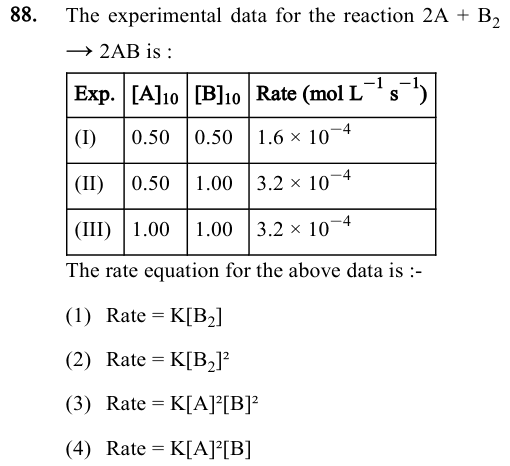 88. The experimental data for the reaction 2A + B₂
→ 2AB is :
Exp. [A]₁₀ [B]₁₀ Rate (mol L⁻¹ s⁻¹)
(I) 0.50 0.50 1.6 × 10⁻⁴
(II) 0.50 1.00 3.2 × 10⁻⁴
(III) 1.00 1.00 3.2 × 10⁻⁴
The rate equation for the above data is :-
(1) Rate = K[B₂]
(2) Rate = K[B₂]²
(3) Rate = K[A]²[B]²
(4) Rate = K[A]²[B]